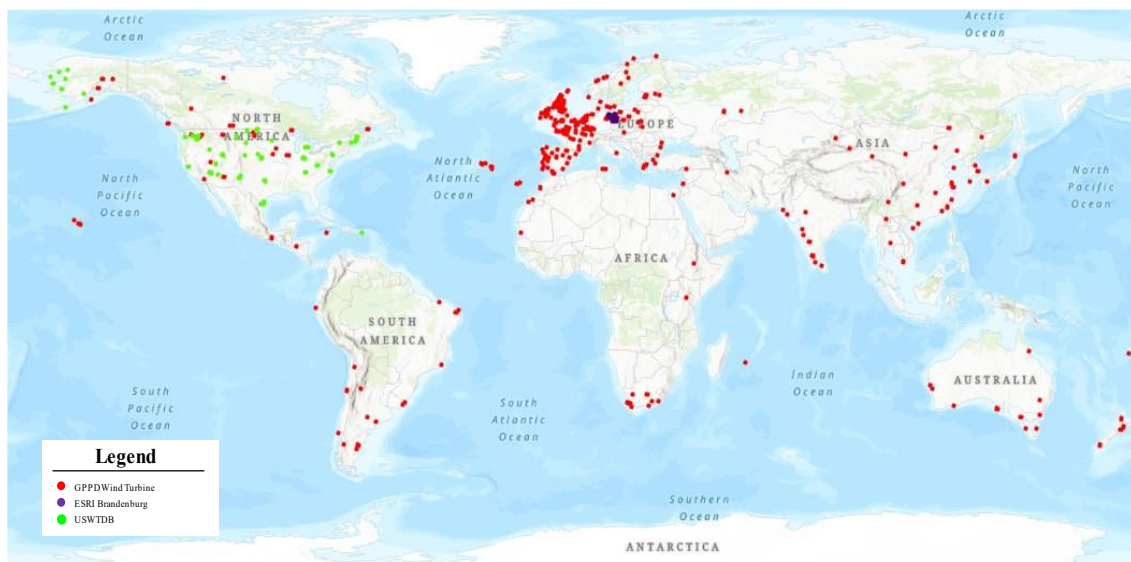 Arctic
Ocean
Arctic
Ocean
NORTH
AMERICA
EUROPE
ASIA
North
Pacific
Ocean
North
Atlantic
Ocean
North
Pacific
Ocean
AFRICA
SOUTH
AMERICA
Indian
Ocean
AUSTRALIA
South
Pacific
Ocean
South
Atlantic
Ocean
Legend
GPPD Wind Turbine
ESRI Brandenburg
USWTDB
Southern
Ocean
ANTARCTICA